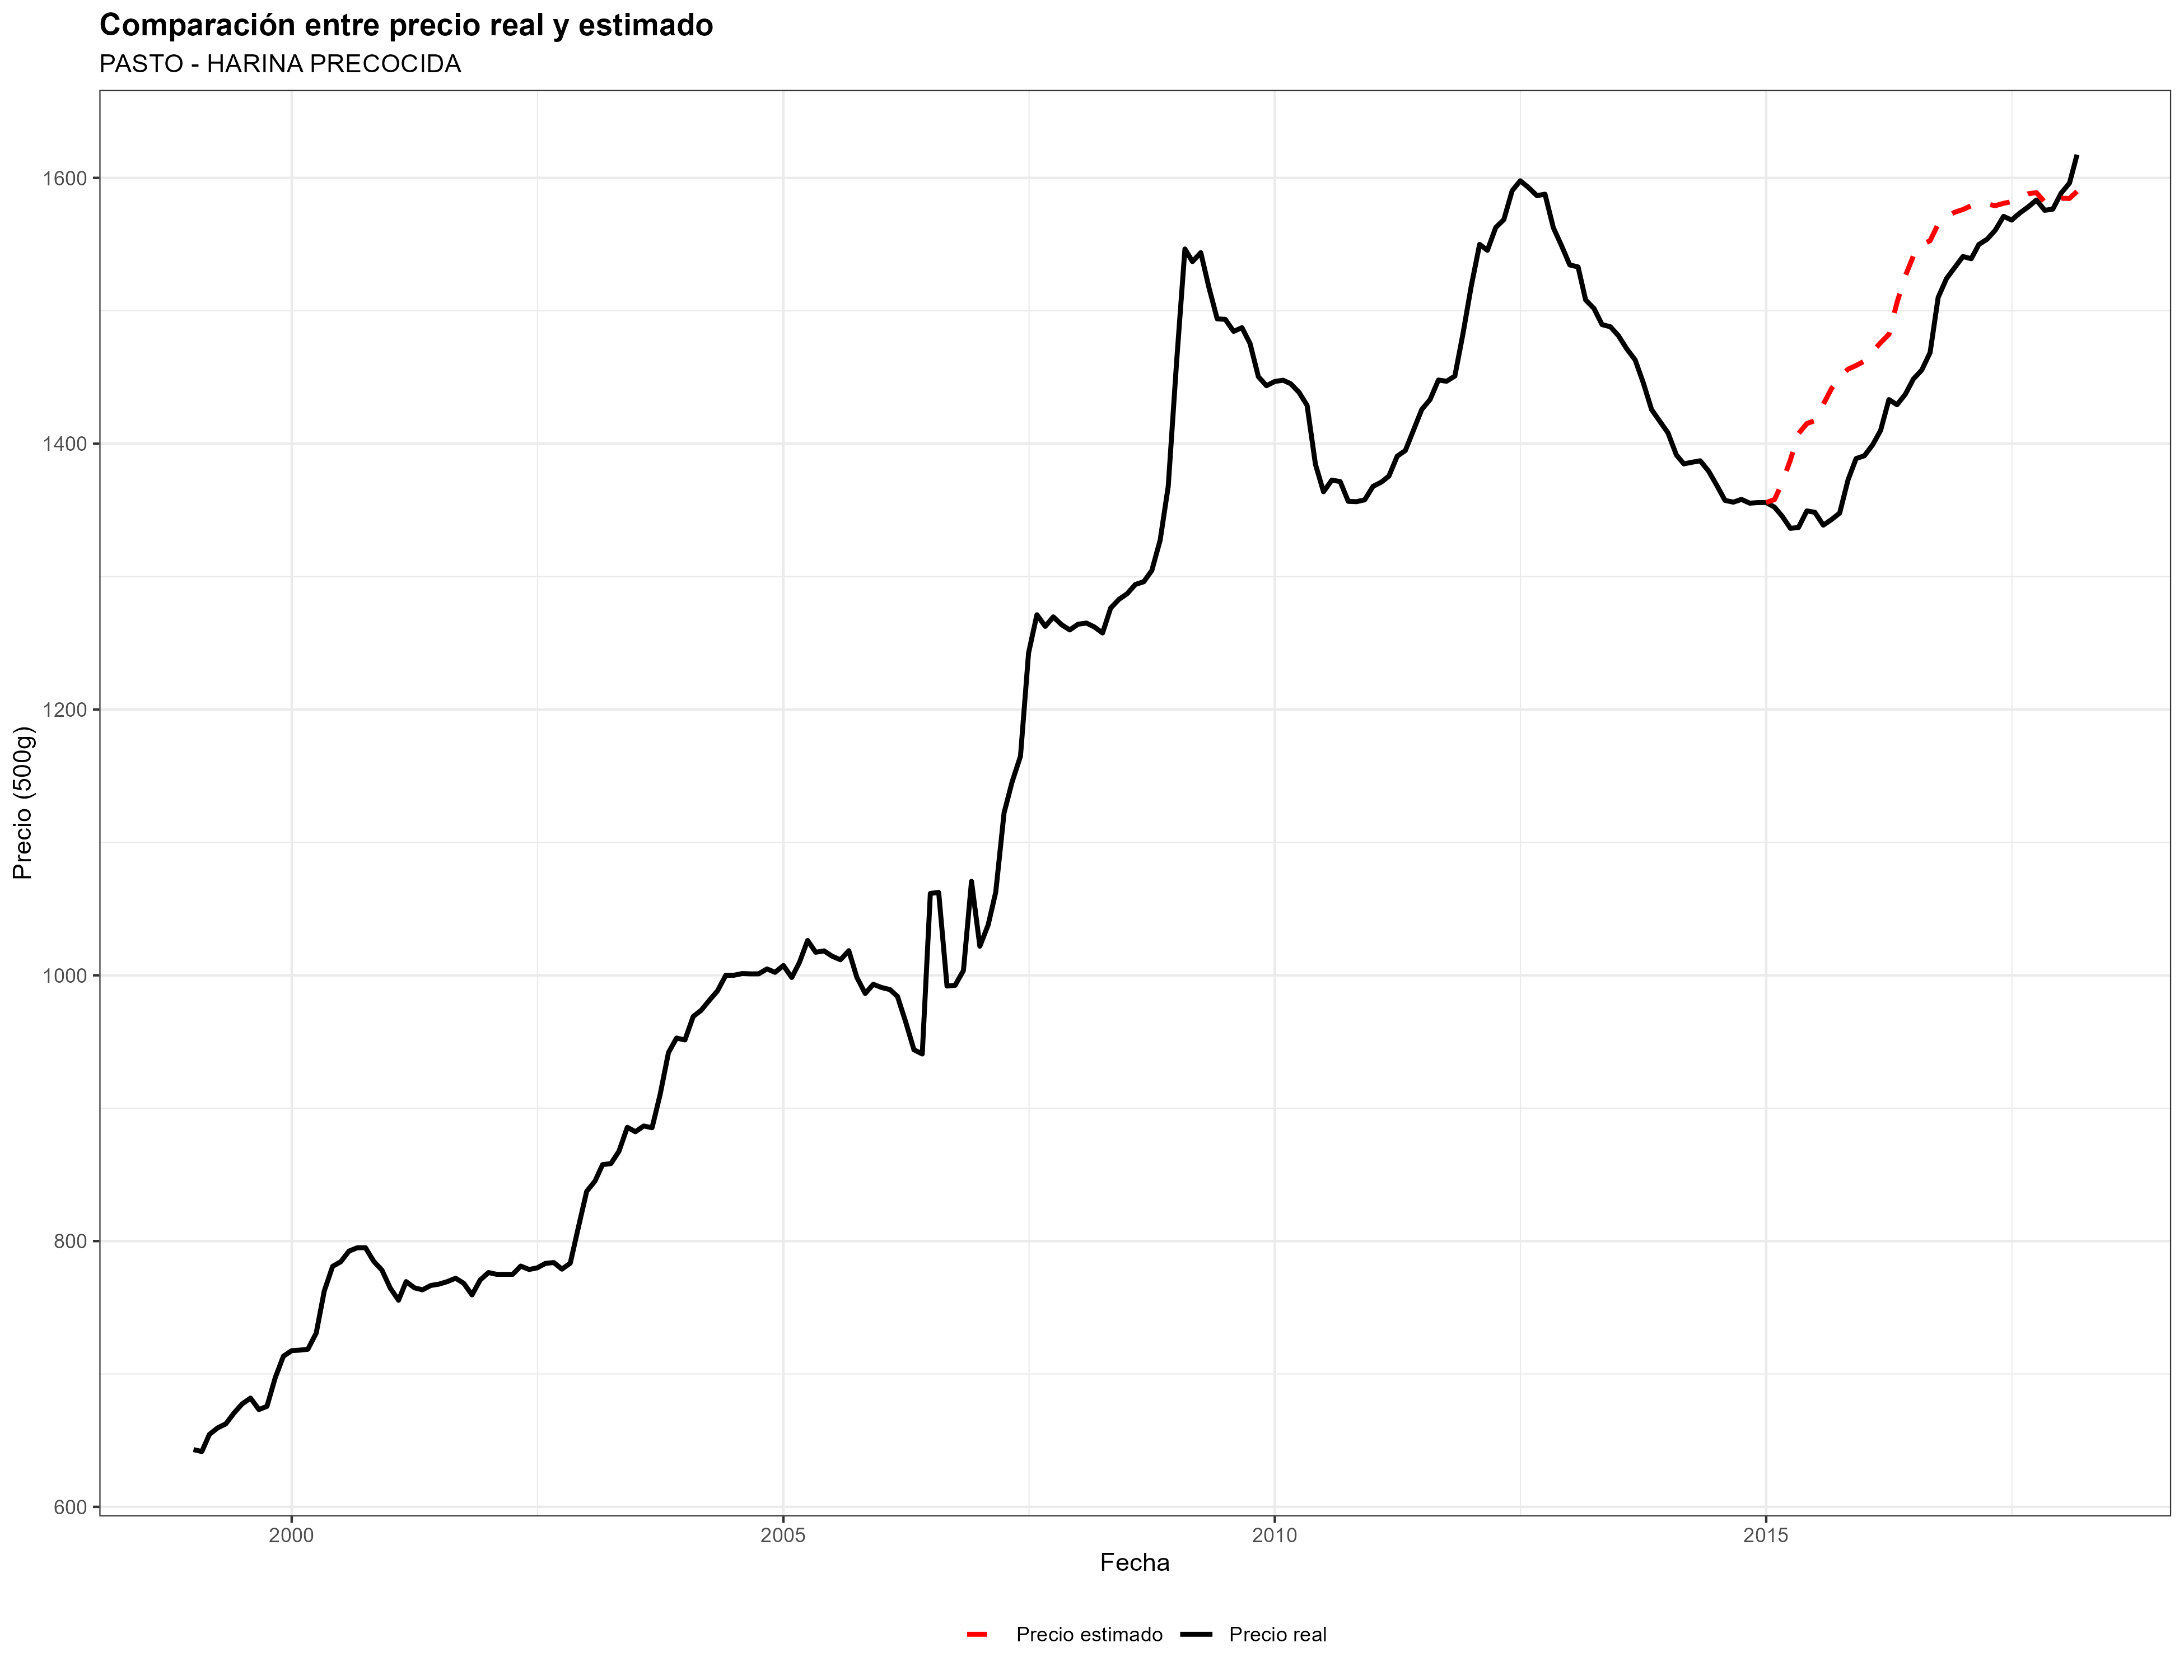 Comparación entre precio real y estimado
PASTO - HARINA PRECOCIDA
Precio (500g)
1600
1400
1200
1000
800
600
2000
2005
2010
2015
Fecha
Precio estimado
Precio real